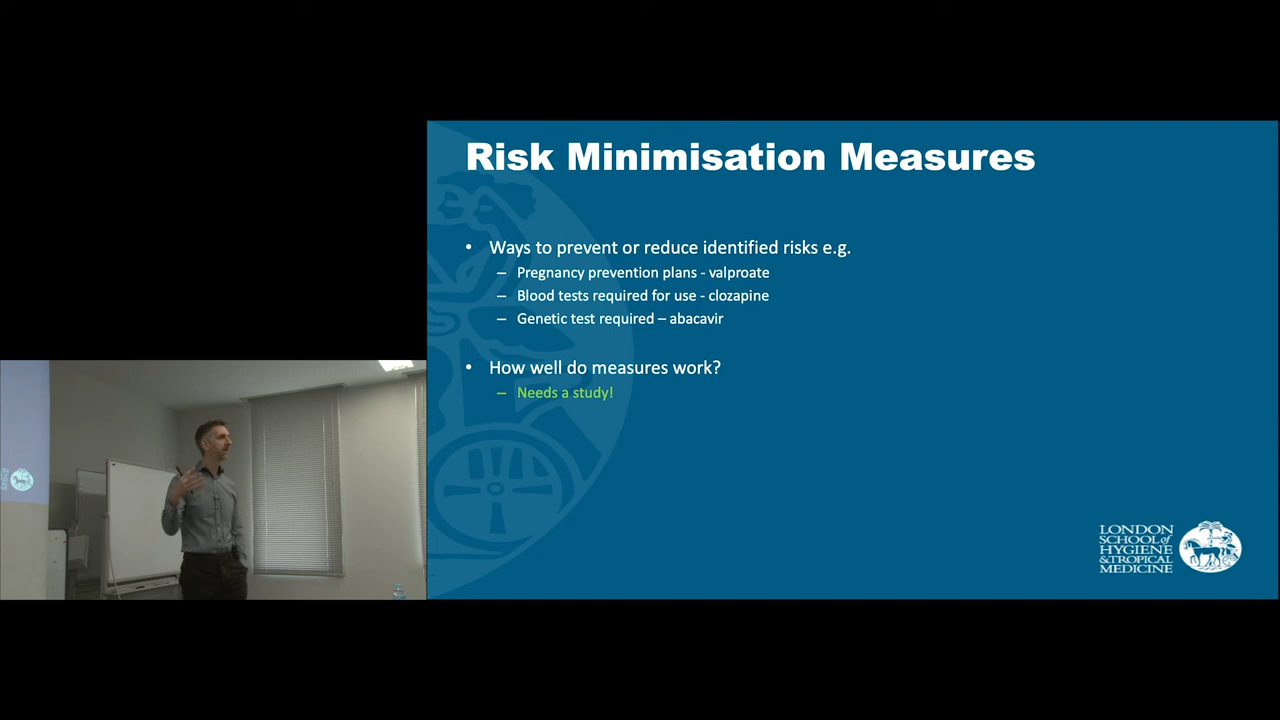 Risk Minimisation Measures
• Ways to prevent or reduce identified risks e.g.
– Pregnancy prevention plans - valproate
– Blood tests required for use - clozapine
– Genetic test required – abacavir
• How well do measures work?
– Needs a study!
LONDON
SCHOOL of
HYGIENE
& TROPICAL
MEDICINE